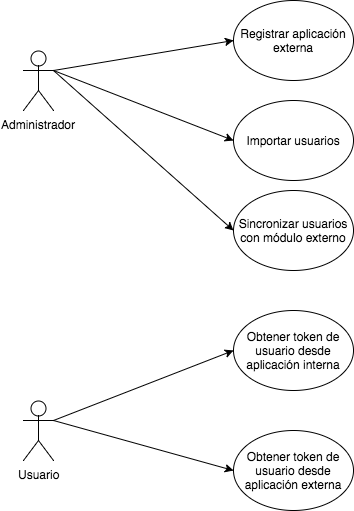 Registrar aplicación
externa
Administrador
Importar usuarios
Sincronizar usuarios
con módulo externo
Obtener token de
usuario desde
aplicación interna
Usuario
Obtener token de
usuario desde
aplicación externa